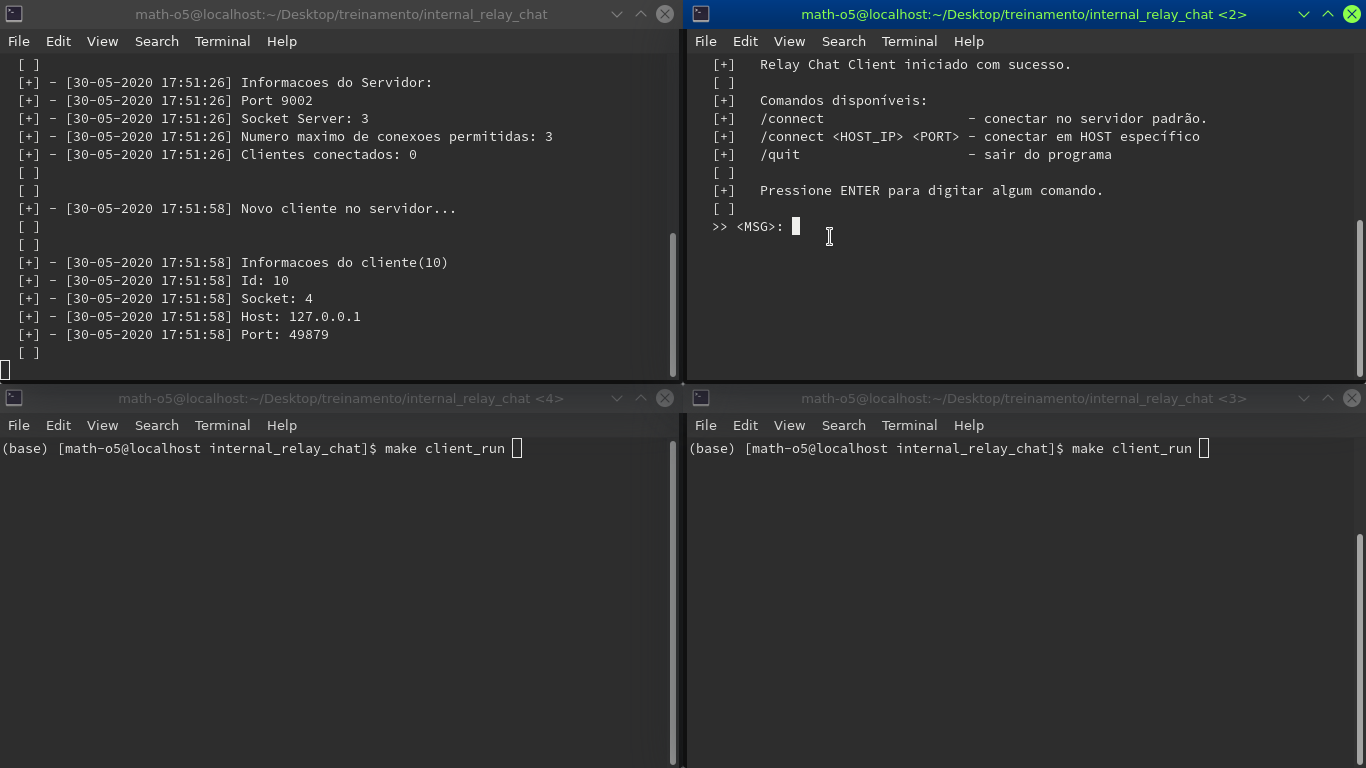 math-o5@localhost:~/Desktop/treinamento/internal_relay_chat
File Edit View Search Terminal Help
[ ]
[+] - [30-05-2020 17:51:26] Informacoes do Servidor:
[+] - [30-05-2020 17:51:26] Port 9002
[+] - [30-05-2020 17:51:26] Socket Server: 3
[+] - [30-05-2020 17:51:26] Numero maximo de conexoes permitidas: 3
[+] - [30-05-2020 17:51:26] Clientes conectados: 0
[ ]
[ ]
[+] - [30-05-2020 17:51:58] Novo cliente no servidor...
[ ]
[ ]
[+] - [30-05-2020 17:51:58] Informacoes do cliente(10)
[+] - [30-05-2020 17:51:58] Id: 10
[+] - [30-05-2020 17:51:58] Socket: 4
[+] - [30-05-2020 17:51:58] Host: 127.0.0.1
[+] - [30-05-2020 17:51:58] Port: 49879
[ ]
math-o5@localhost:~/Desktop/treinamento/internal_relay_chat <2>
File Edit View Search Terminal Help
[+] Relay Chat Client iniciado com sucesso.
[ ]
[+] Comandos disponíveis:
[+] /connect - conectar no servidor padrão.
[+] /connect <HOST_IP> <PORT> - conectar em HOST específico
[+] /quit - sair do programa
[ ]
[+] Pressione ENTER para digitar algum comando.
[ ]
>> <MSG>:
math-o5@localhost:~/Desktop/treinamento/internal_relay_chat <4>
File Edit View Search Terminal Help
(base) [math-o5@localhost internal_relay_chat]$ make client_run
math-o5@localhost:~/Desktop/treinamento/internal_relay_chat <3>
File Edit View Search Terminal Help
(base) [math-o5@localhost internal_relay_chat]$ make client_run